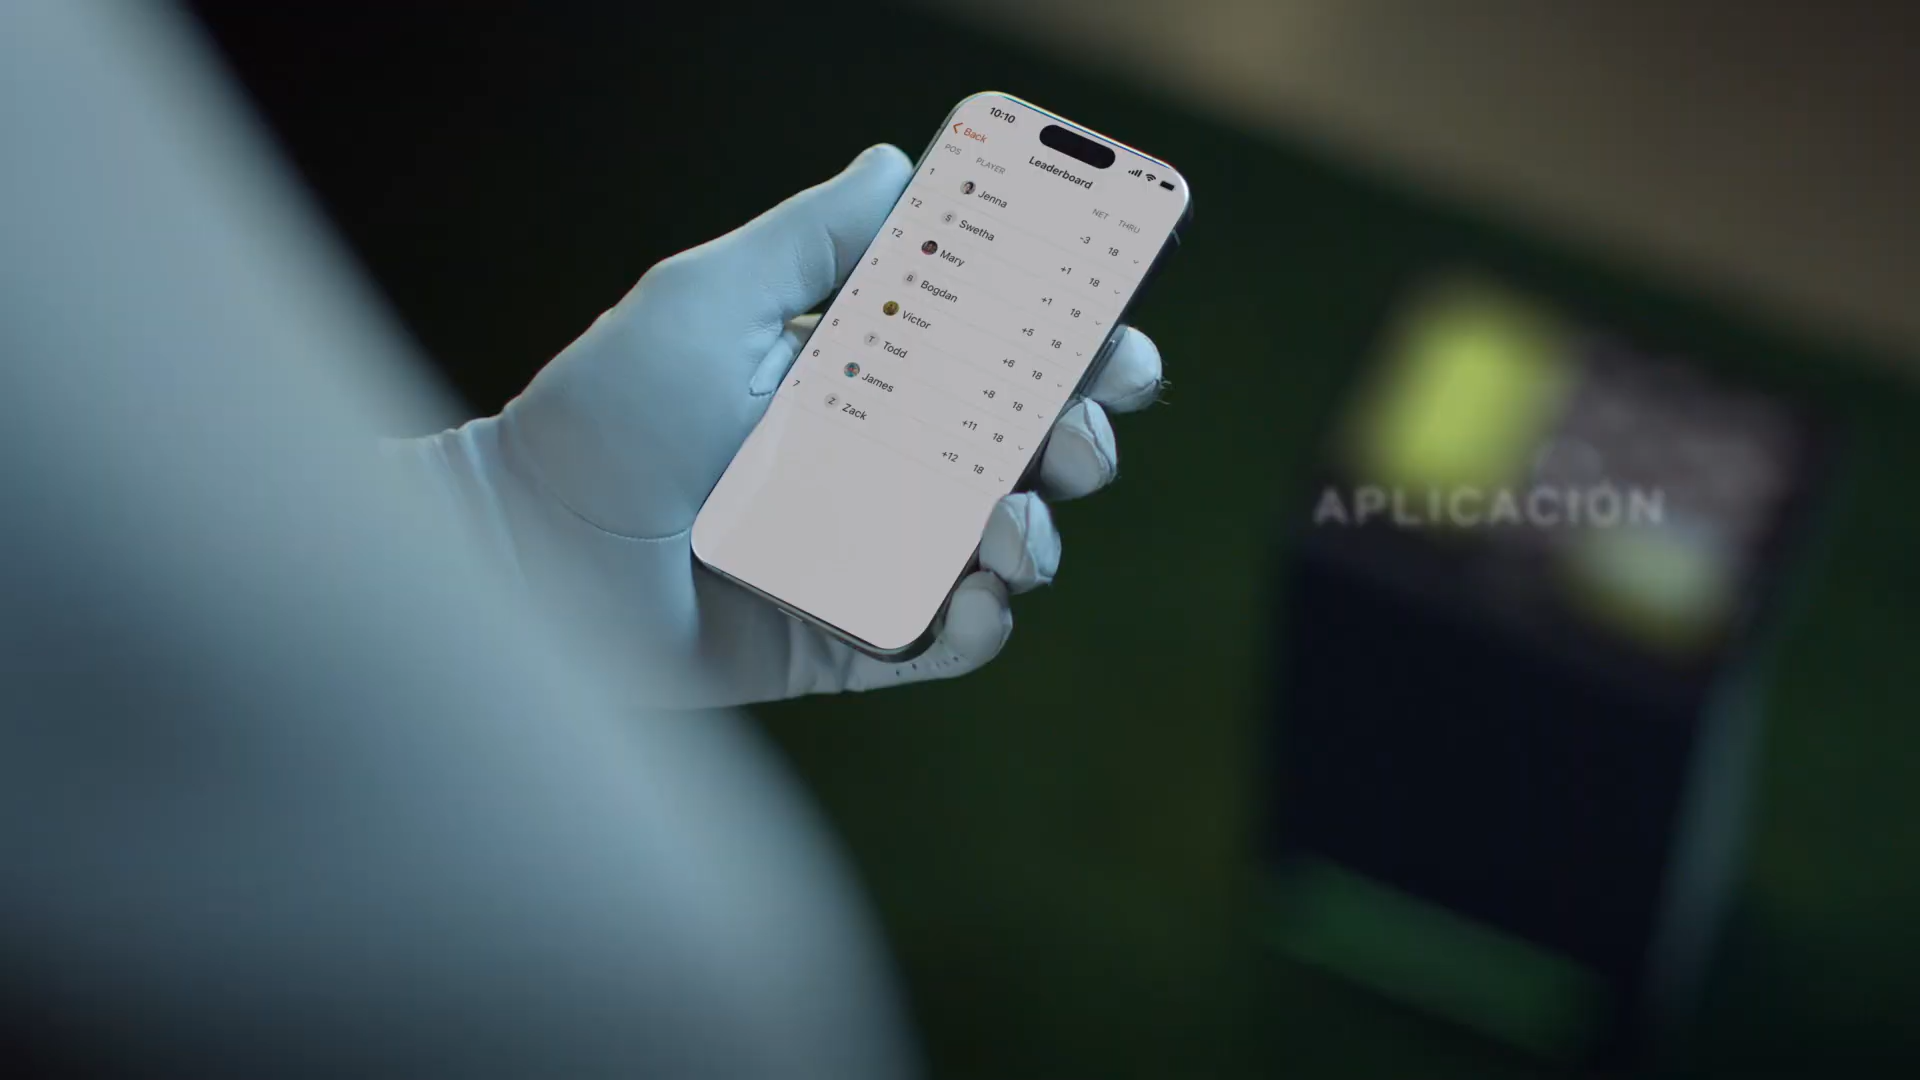 10:10
Back
Leaderboard
POS PLAYER NET THRU
1 Jenna -3 18
T2 S Swetha +1 18
T2 Mary +1 18
3 B Bogdan +5 18
4 Victor +6 18
5 T Todd +8 18
6 James +11 18
7 Z Zack +12 18
APLICACIÓN